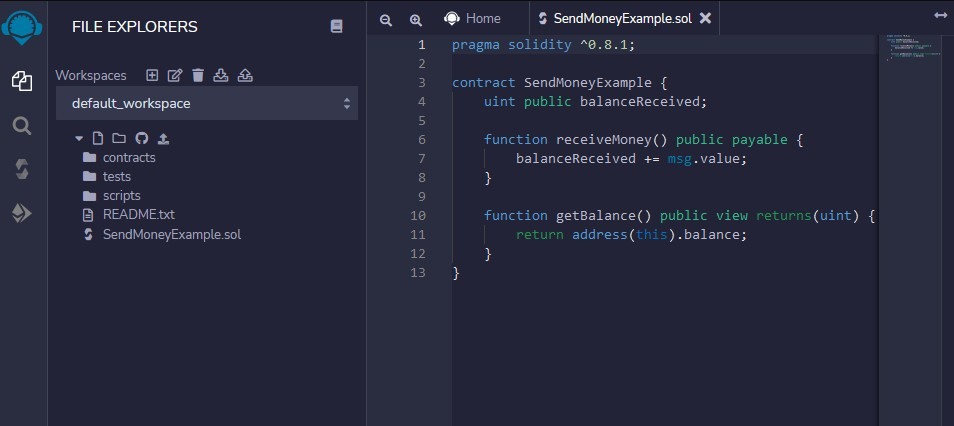 FILE EXPLORERS
Workspaces
default_workspace
contracts
tests
scripts
README.txt
SendMoneyExample.sol
Home
SendMoneyExample.sol
1 pragma solidity ^0.8.1;
2
3 contract SendMoneyExample {
4     uint public balanceReceived;
5
6     function receiveMoney() public payable {
7         balanceReceived += msg.value;
8     }
9
10     function getBalance() public view returns(uint) {
11         return address(this).balance;
12     }
13 }